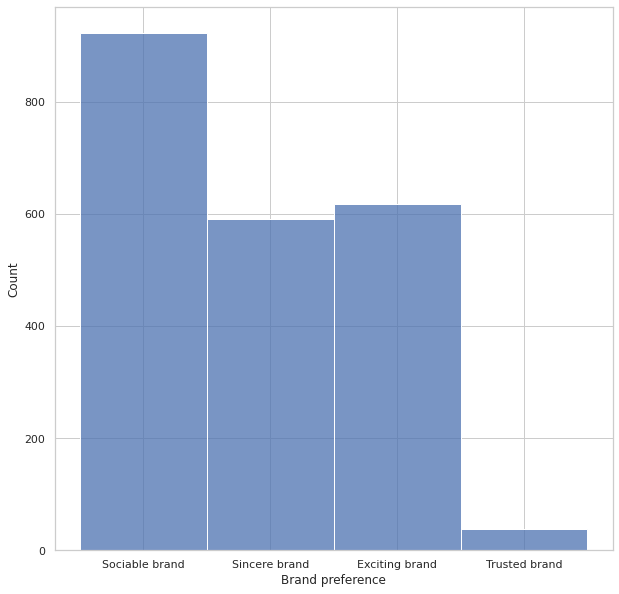 Count
800
600
400
200
0
Sociable brand
Sincere brand
Exciting brand
Trusted brand
Brand preference